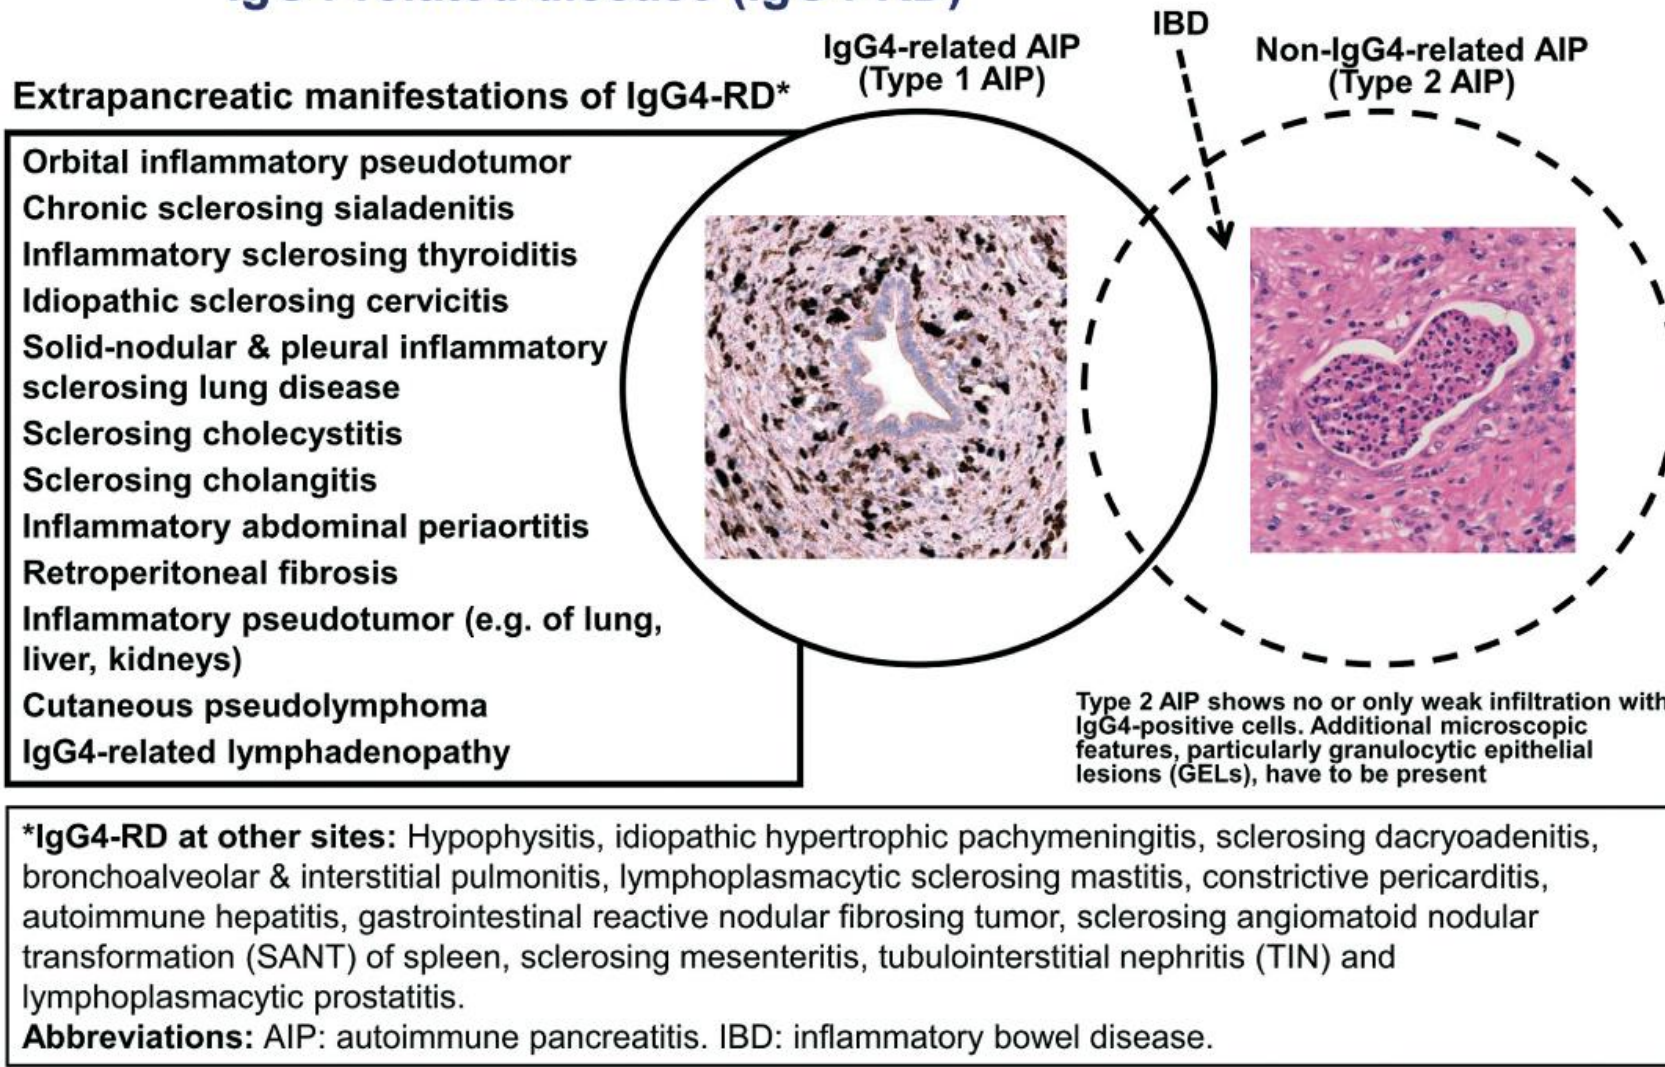 IgG4-related disease (IgG4-RD)
IBD
IgG4-related AIP
(Type 1 AIP)
Non-IgG4-related AIP
(Type 2 AIP)
Extrapancreatic manifestations of IgG4-RD*
Orbital inflammatory pseudotumor
Chronic sclerosing sialadenitis
Inflammatory sclerosing thyroiditis
Idiopathic sclerosing cervicitis
Solid-nodular & pleural inflammatory
sclerosing lung disease
Sclerosing cholecystitis
Sclerosing cholangitis
Inflammatory abdominal periaortitis
Retroperitoneal fibrosis
Inflammatory pseudotumor (e.g. of lung,
liver, kidneys)
Cutaneous pseudolymphoma
IgG4-related lymphadenopathy
Type 2 AIP shows no or only weak infiltration with
IgG4-positive cells. Additional microscopic
features, particularly granulocytic epithelial
lesions (GELs), have to be present
*IgG4-RD at other sites: Hypophysitis, idiopathic hypertrophic pachymeningitis, sclerosing dacryoadenitis,
bronchoalveolar & interstitial pulmonitis, lymphoplasmacytic sclerosing mastitis, constrictive pericarditis,
autoimmune hepatitis, gastrointestinal reactive nodular fibrosing tumor, sclerosing angiomatoid nodular
transformation (SANT) of spleen, sclerosing mesenteritis, tubulointerstitial nephritis (TIN) and
lymphoplasmacytic prostatitis.
Abbreviations: AIP: autoimmune pancreatitis. IBD: inflammatory bowel disease.